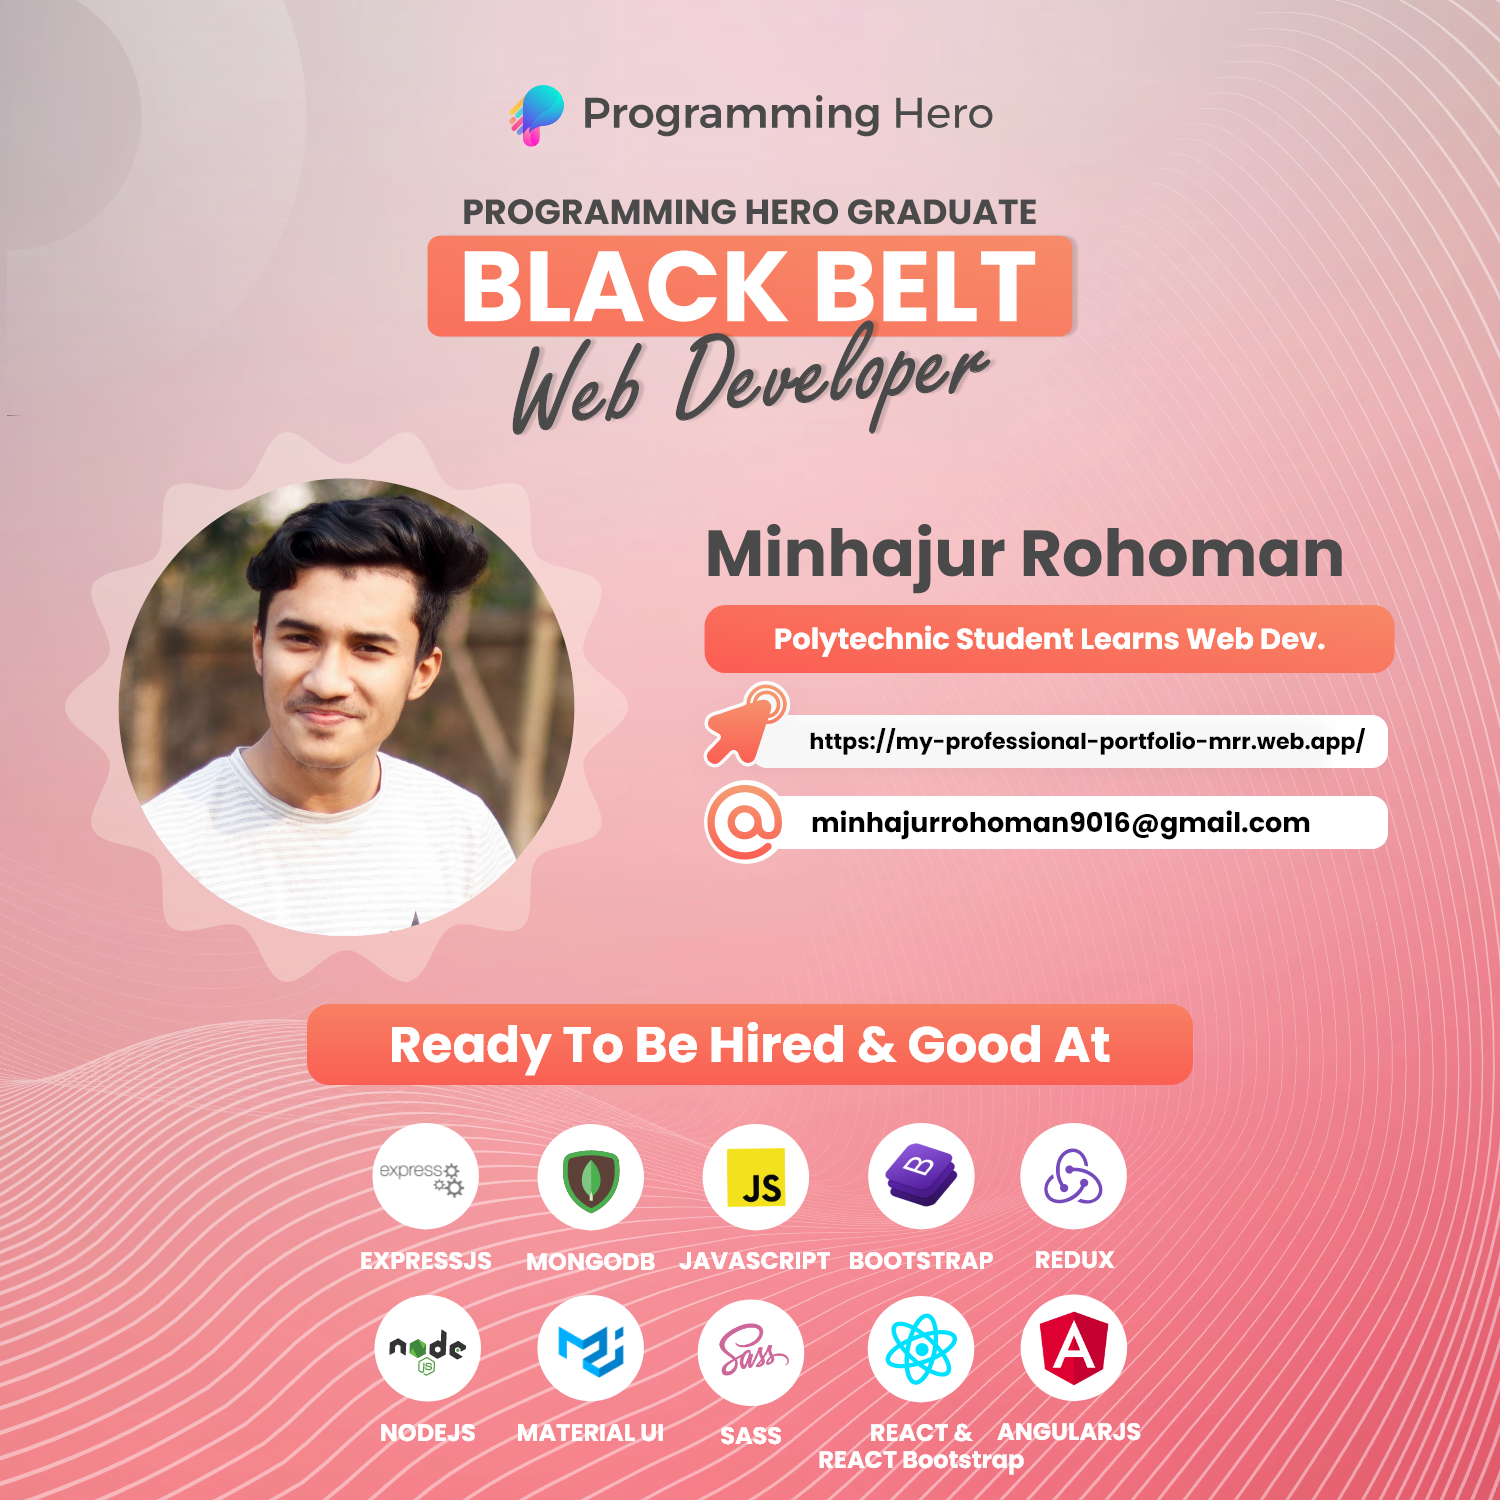 Programming Hero
PROGRAMMING HERO GRADUATE
BLACK BELT
Web Developer
Minhajur Rohoman
Polytechnic Student Learns Web Dev.
https://my-professional-portfolio-mrr.web.app/
@
minhajurrohoman9016@gmail.com
Ready To Be Hired & Good At
express
JS
B
EXPRESSJS MONGODB JAVASCRIPT BOOTSTRAP REDUX
node
JS
Sass
A
NODEJS MATERIAL UI SASS REACT & ANGULARJS
REACT Bootstrap